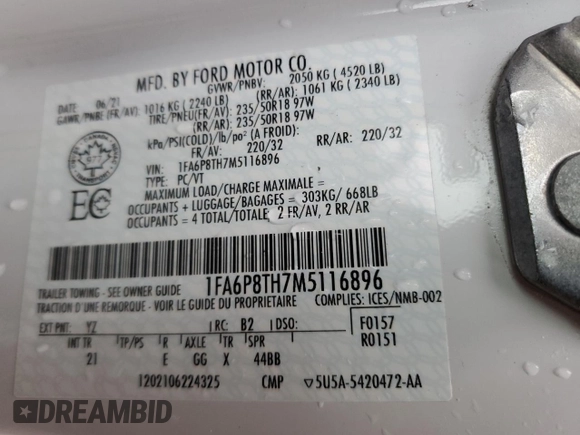 MFD. BY FORD MOTOR CO.
GVWR/PNBV: 2050 KG (4520 LB)
DATE: 06/21 (RR/AR): 1061 KG (2340 LB)
GAWR/PNBE (FR/AV): 1016 KG (2240 LB)
TIRE/PNEU(FR/AV): 235/50R18 97W
(RR/AR): 235/50R18 97W
kPa/PSI(COLD)/lb/po² (A FROID):
FR/AV: 220/32 RR/AR: 220/32
VIN: 1FA6P8TH7M5116896
TYPE: PC/VT
MAXIMUM LOAD/CHARGE MAXIMALE =
OCCUPANTS + LUGGAGE/BAGAGES = 303KG/ 668LB
OCCUPANTS = 4 TOTAL/TOTALE: 2 FR/AV, 2 RR/AR
EC
1FA6P8TH7M5116896
TRAILER TOWING - SEE OWNER GUIDE
TRACTION D'UNE REMORQUE - VOIR LE GUIDE DU PROPRIETAIRE COMPLIES: ICES/NMB-002
EXT PNT: YZ RC: B2 DSO: F0157
INT TR TP/PS R AXLE TR SPR R0151
21 E GG X 44BB
1202106224325 CMP ▽5U5A-5420472-AA
DREAMBID